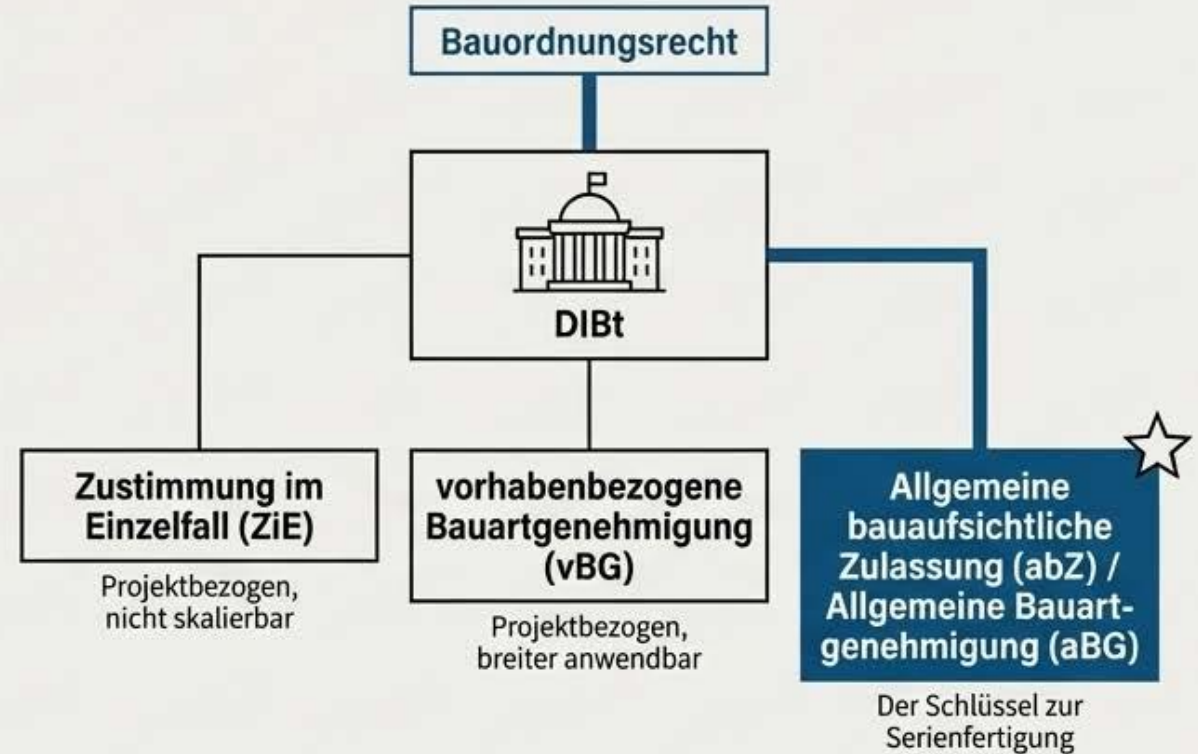 Bauordnungsrecht
DIBt
Zustimmung im
Einzelfall (ZiE)
Projektbezogen,
nicht skalierbar
vorhabenbezogene
Bauartgenehmigung
(vBG)
Projektbezogen,
breiter anwendbar
Allgemeine
bauaufsichtliche
Zulassung (abZ) /
Allgemeine Bauart-
genehmigung (aBG)
Der Schlüssel zur
Serienfertigung